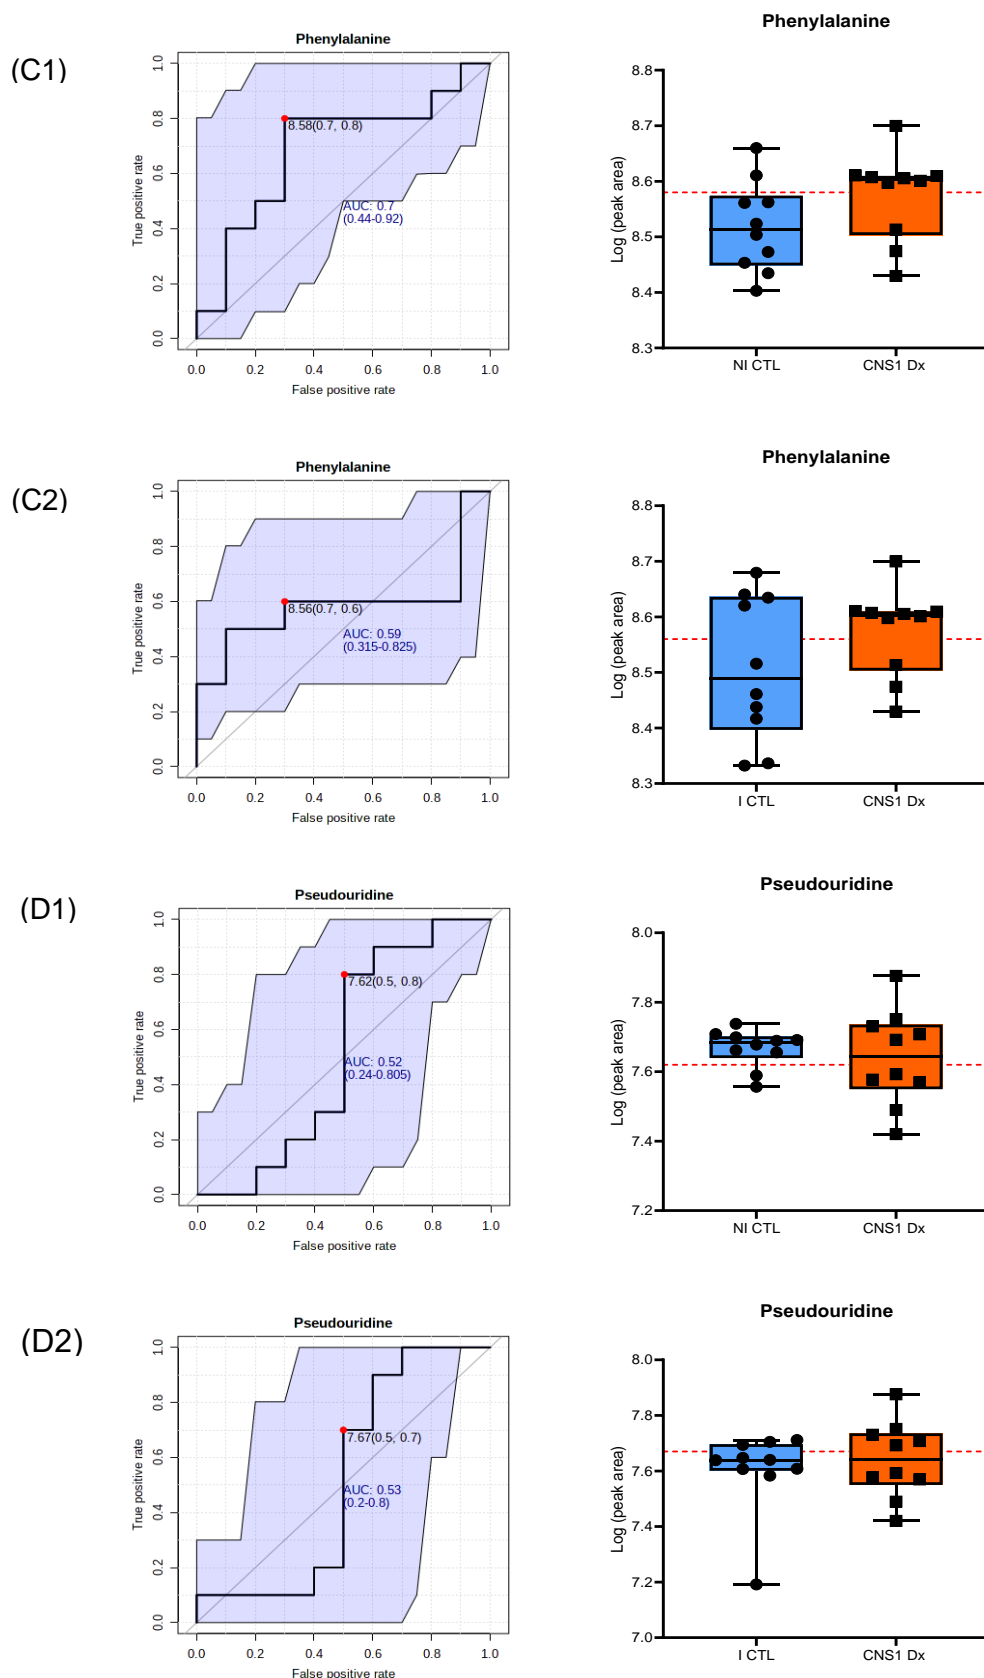 (C1)
Phenylalanine
1.0
0.8
0.6
0.4
0.2
0.0
True positive rate
8.58(0.7, 0.8)
AUC: 0.7
(0.44-0.92)
0.0 0.2 0.4 0.6 0.8 1.0
False positive rate
Phenylalanine
8.8
8.7
8.6
8.5
8.4
8.3
Log (peak area)
NI CTL CNS1 Dx
(C2)
Phenylalanine
1.0
0.8
0.6
0.4
0.2
0.0
True positive rate
8.56(0.7, 0.6)
AUC: 0.59
(0.315-0.825)
0.0 0.2 0.4 0.6 0.8 1.0
False positive rate
Phenylalanine
8.8
8.7
8.6
8.5
8.4
8.3
Log (peak area)
I CTL CNS1 Dx
(D1)
Pseudouridine
1.0
0.8
0.6
0.4
0.2
0.0
True positive rate
7.62(0.5, 0.8)
AUC: 0.52
(0.24-0.805)
0.0 0.2 0.4 0.6 0.8 1.0
False positive rate
Pseudouridine
8.0
7.8
7.6
7.4
7.2
Log (peak area)
NI CTL CNS1 Dx
(D2)
Pseudouridine
1.0
0.8
0.6
0.4
0.2
0.0
True positive rate
7.67(0.5, 0.7)
AUC: 0.53
(0.2-0.8)
0.0 0.2 0.4 0.6 0.8 1.0
False positive rate
Pseudouridine
8.0
7.8
7.6
7.4
7.2
7.0
Log (peak area)
I CTL CNS1 Dx